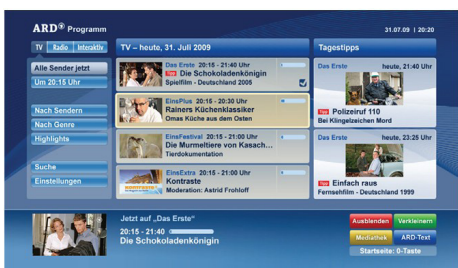 ARD Programm
31.07.09 | 20:20
TV Radio Interaktiv
TV – heute, 31. Juli 2009
Tagestipps
Alle Sender jetzt
Um 20:15 Uhr
Nach Sendern
Nach Genre
Highlights
Suche
Einstellungen
Das Erste 20:15 - 21:40 Uhr
Tipp Die Schokoladenkönigin
Spielfilm - Deutschland 2005
EinsPlus 20:15 - 20:30 Uhr
Rainers Küchenklassiker
Omas Küche aus dem Osten
EinsFestival 20:15 - 21:00 Uhr
Die Murmeltiere von Kasach...
Tierdokumentation
EinsExtra 20:15 - 21:00 Uhr
Kontraste
Moderation: Astrid Frohloff
Das Erste heute, 21:40 Uhr
Tipp Polizeiruf 110
Bei Klingelzeichen Mord
Das Erste heute, 23:25 Uhr
Tipp Einfach raus
Fernsehfilm - Deutschland 1999
Jetzt auf „Das Erste“
20:15 - 21:40
Die Schokoladenkönigin
Ausblenden Verkleinern
Mediathek ARD-Text
Startseite: 0-Taste